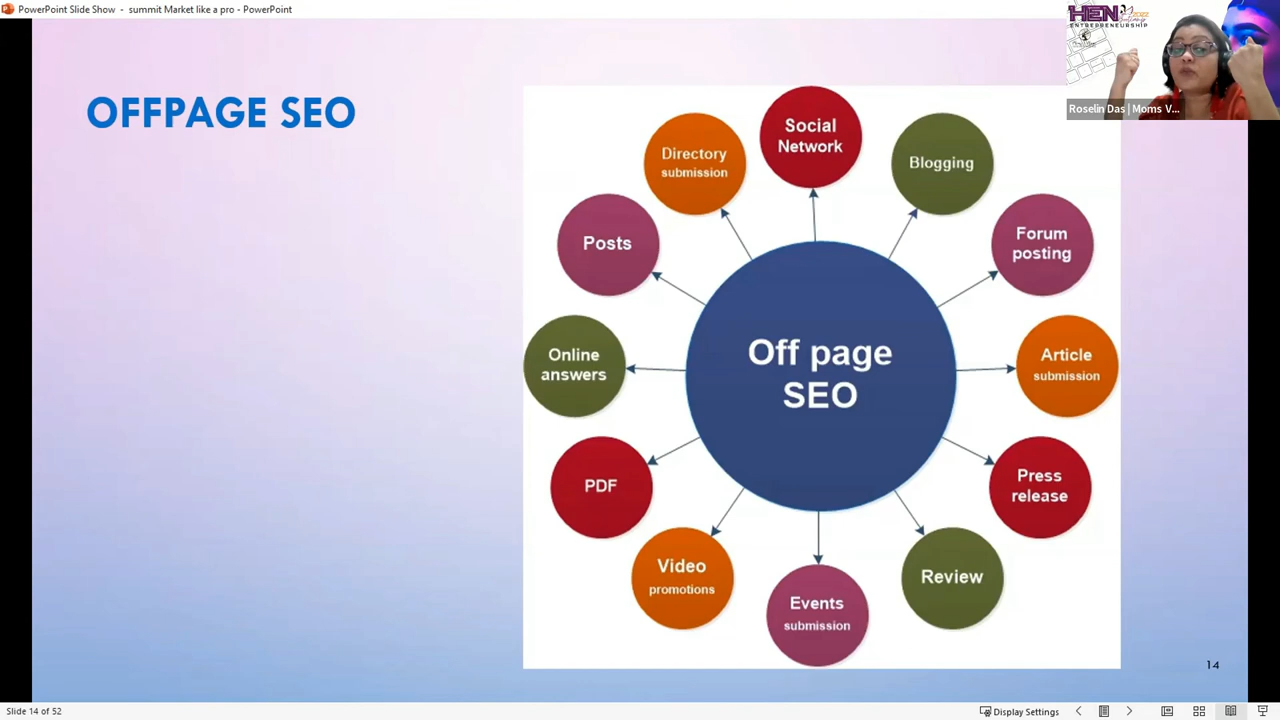 PowerPoint Slide Show - summit Market like a pro - PowerPoint
HEN
ENTREPRENEURSHIP
Roselin Das | Moms V...
OFFPAGE SEO
Social
Network
Directory
submission
Blogging
Posts
Forum
posting
Online
answers
Off page
SEO
Article
submission
PDF
Press
release
Video
promotions
Review
Events
submission
14
Slide 14 of 52
Display Settings